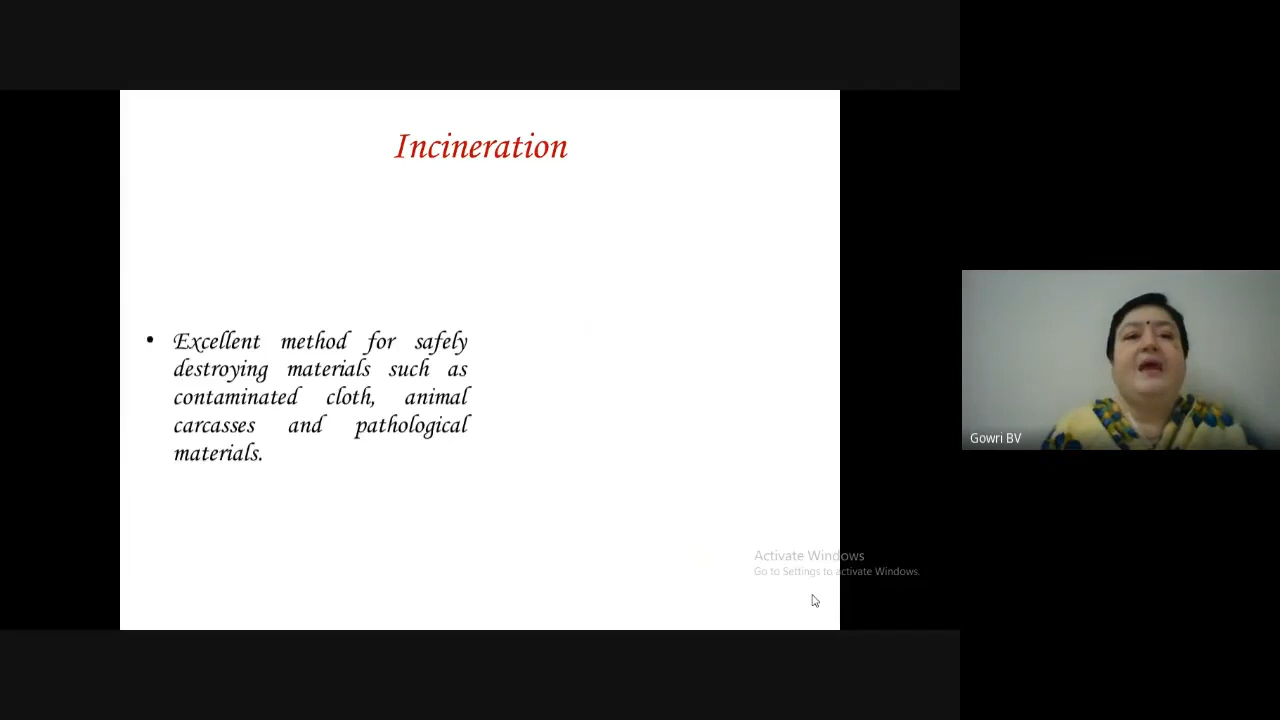 Incineration
• Excellent method for safely
destroying materials such as
contaminated cloth, animal
carcasses and pathological
materials.
Gowri BV
Activate Windows
Go to Settings to activate Windows.